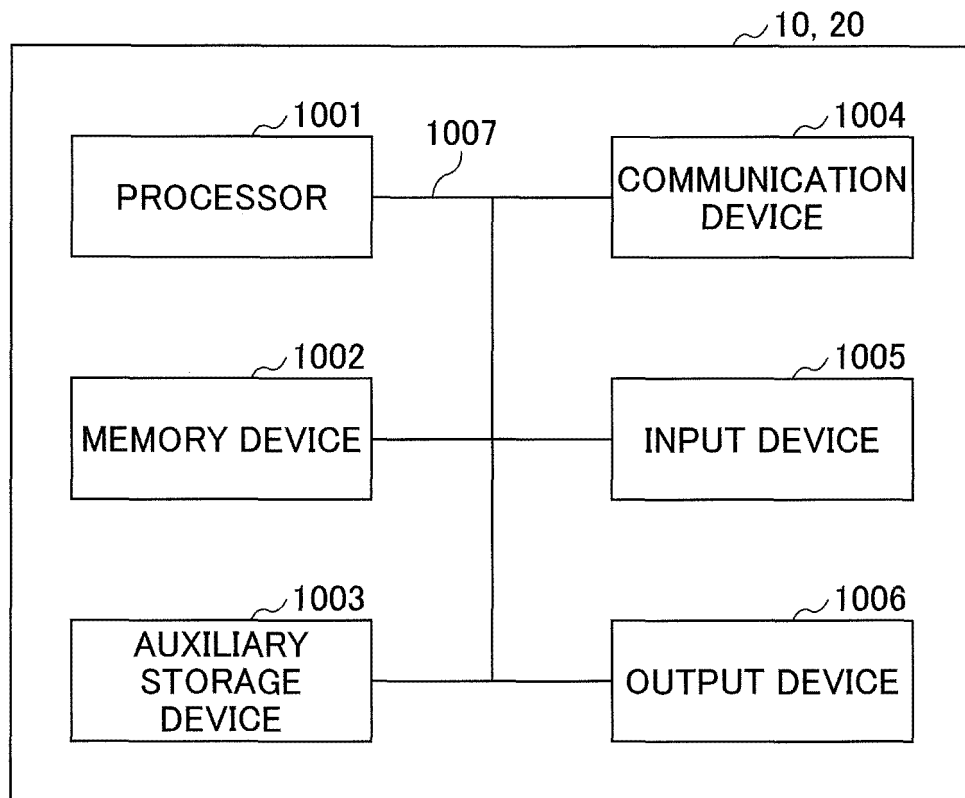 10, 20
1001
1007
1004
PROCESSOR
COMMUNICATION
DEVICE
1002
1005
MEMORY DEVICE
INPUT DEVICE
1003
1006
AUXILIARY
STORAGE
DEVICE
OUTPUT DEVICE